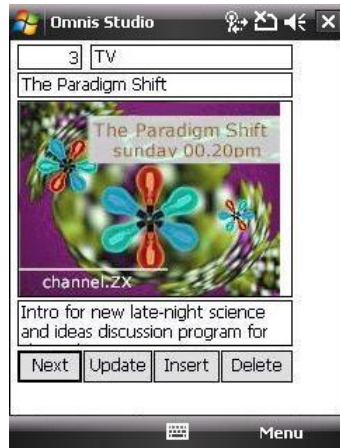 Omnis Studio
3 TV
The Paradigm Shift
The Paradigm Shift
sunday 00.20pm
channel.ZX
Intro for new late-night science
and ideas discussion program for
Next Update Insert Delete
Menu